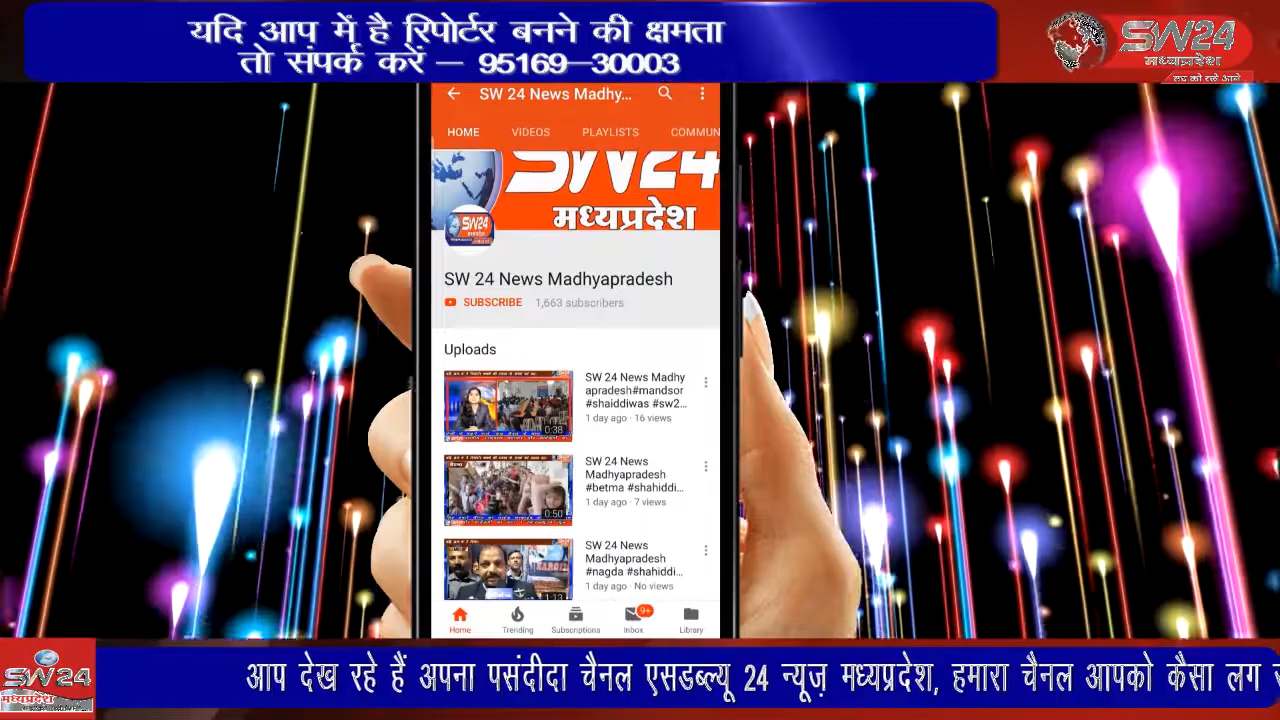 यदि आप में है रिपोर्टर बनने की क्षमता
तो संपर्क करें – 95169–30003
SW24
मध्यप्रदेश
SW 24 News Madhy...
HOME VIDEOS PLAYLISTS COMMUN
SW24
मध्यप्रदेश
SW24
SW 24 News Madhyapradesh
SUBSCRIBE 1,663 subscribers
Uploads
SW 24 News Madhy
apradesh#mandsor
#shaiddiwas #sw2...
1 day ago · 16 views
0:38
SW 24 News
Madhyapradesh
#betma #shahiddi...
1 day ago · 7 views
0:50
SW 24 News
Madhyapradesh
#nagda #shahiddi...
1 day ago · No views
1:13
9+
Home Trending Subscriptions Inbox Library
SW24
मध्यप्रदेश
आप देख रहे हैं अपना पसंदीदा चैनल एसडब्ल्यू 24 न्यूज़ मध्यप्रदेश, हमारा चैनल आपको कैसा लग